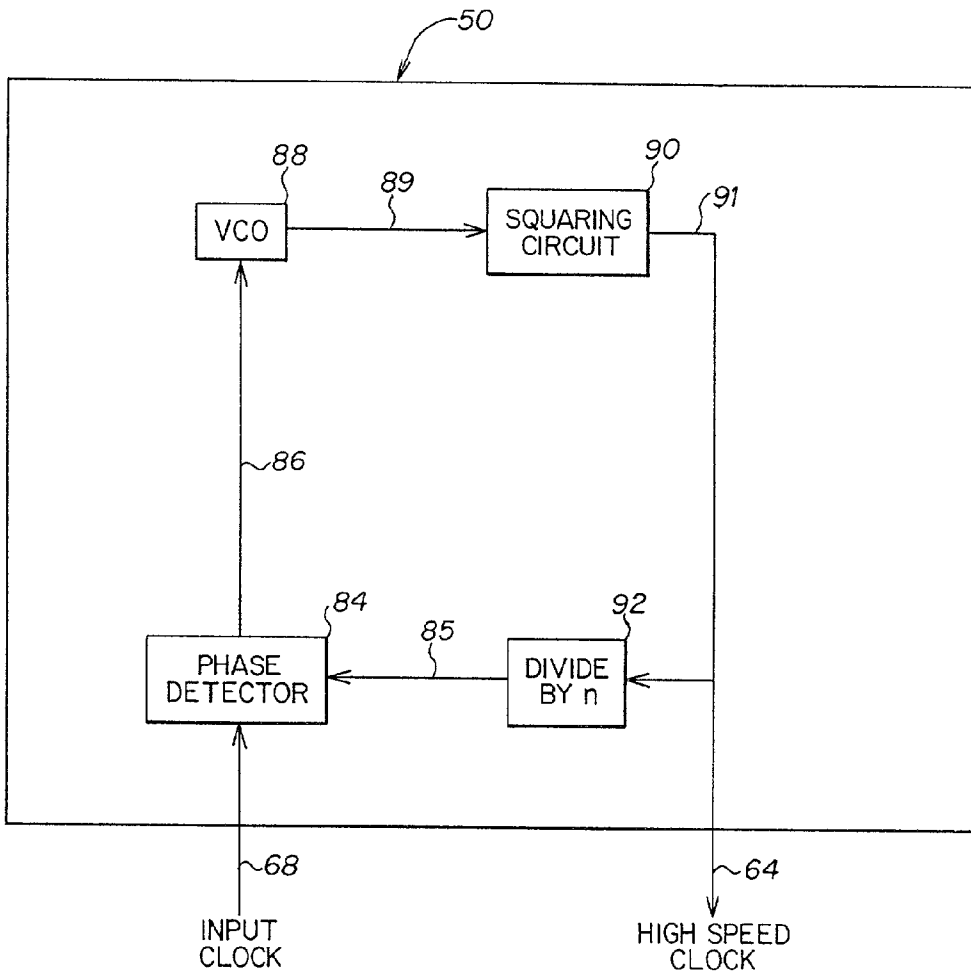 50
88
89
90
91
VCO
SQUARING
CIRCUIT
86
84
85
92
PHASE
DETECTOR
DIVIDE
BY n
68
64
INPUT
CLOCK
HIGH SPEED
CLOCK